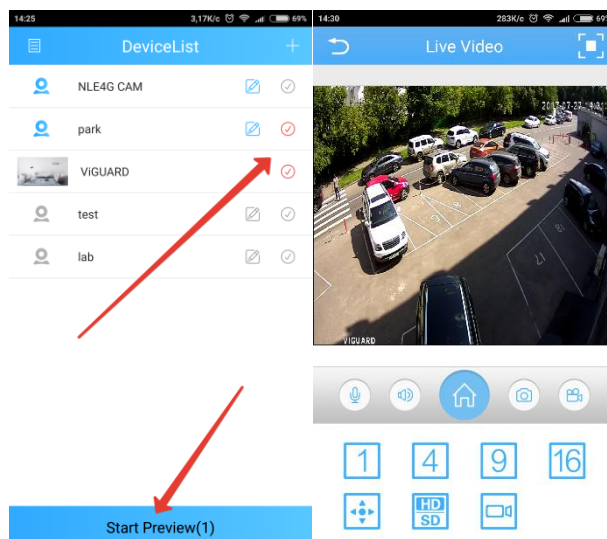 14:25
3,17K/c
69%
DeviceList
NLE4G CAM
park
ViGUARD
test
lab
Start Preview(1)
14:30
283K/c
69%
Live Video
VIGUARD
1
4
9
16
HD
SD